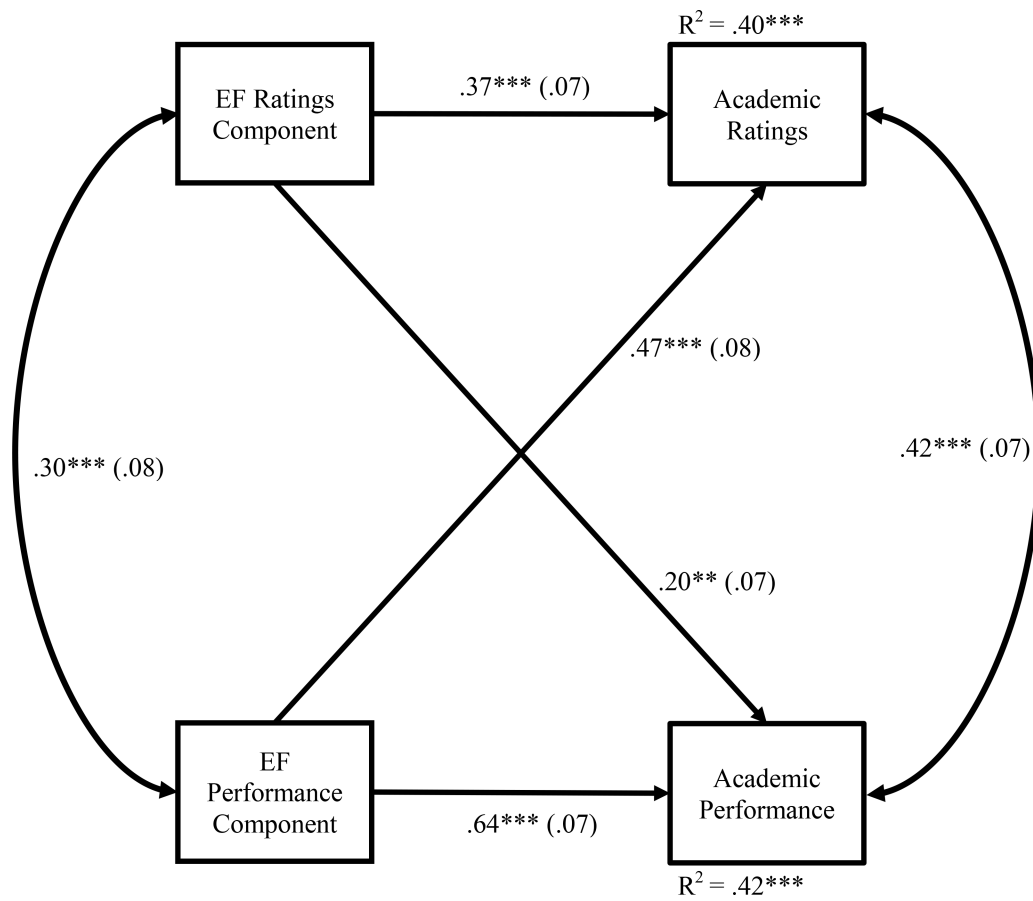 R² = .40***
EF Ratings
Component
.37*** (.07)
Academic
Ratings
.47*** (.08)
.30*** (.08)
.42*** (.07)
.20** (.07)
EF
Performance
Component
.64*** (.07)
Academic
Performance
R² = .42***